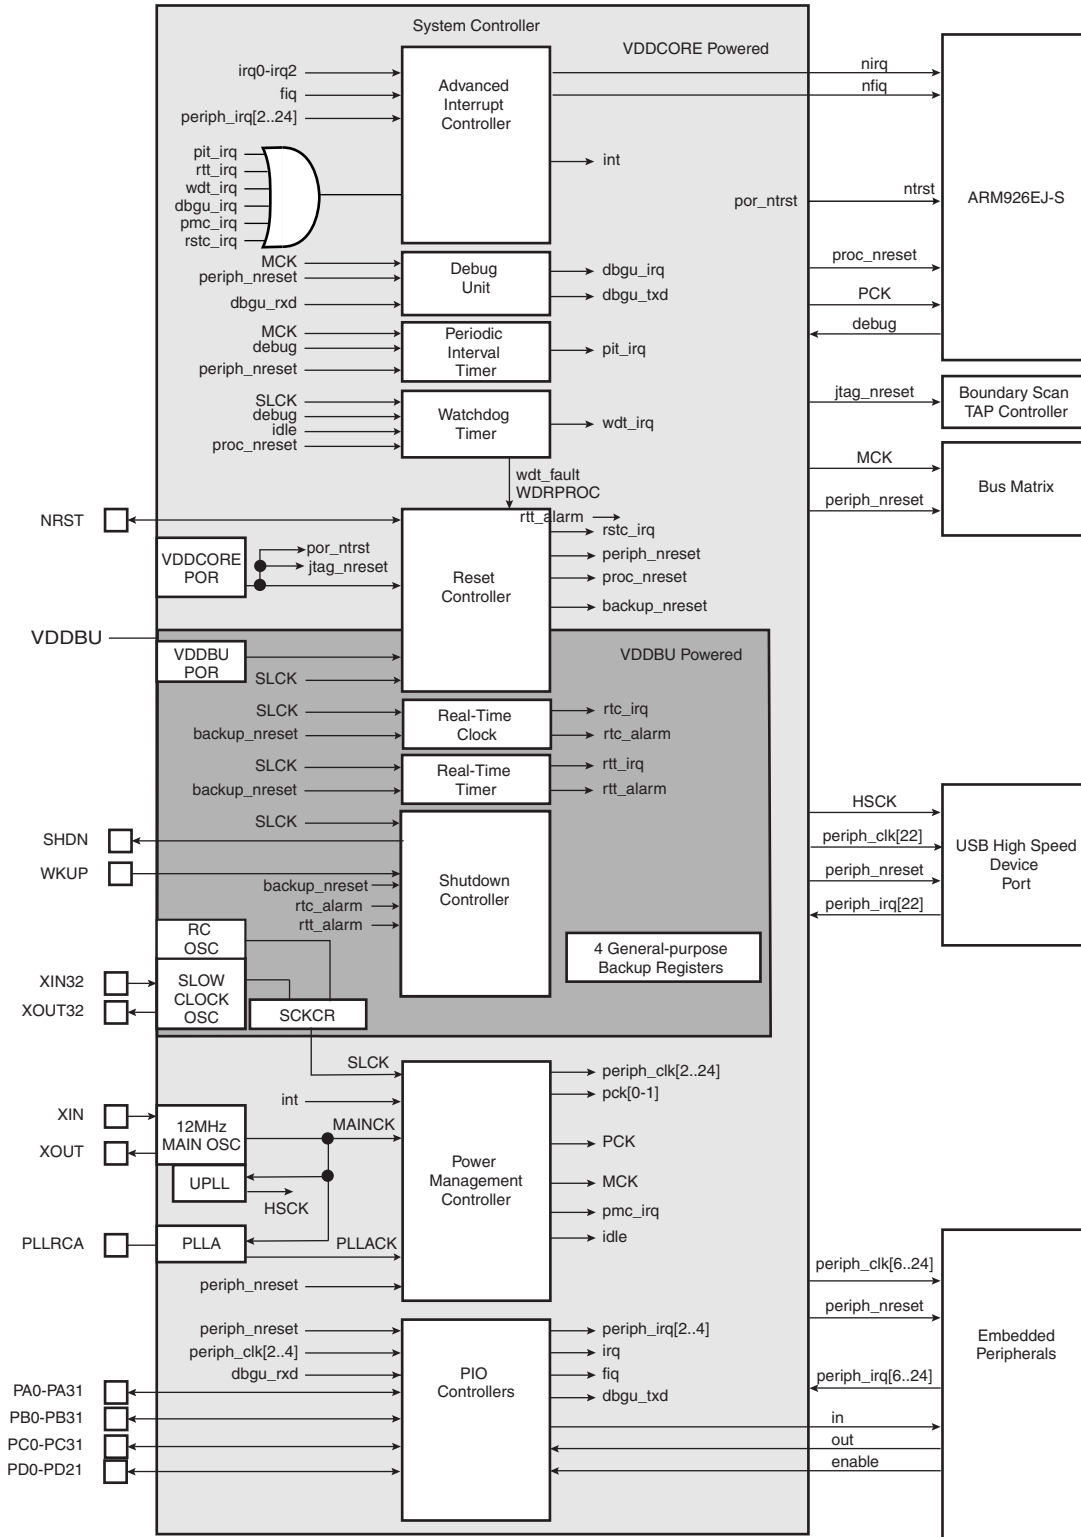 System Controller
VDDCORE Powered
irq0-irq2
fiq
periph_irq[2..24]
Advanced
Interrupt
Controller
nirq
nfiq
int
pit_irq
rtt_irq
wdt_irq
dbgu_irq
pmc_irq
rstc_irq
por_ntrst
ntrst
ARM926EJ-S
MCK
periph_nreset
dbgu_rxd
Debug
Unit
dbgu_irq
dbgu_txd
proc_nreset
PCK
debug
MCK
debug
periph_nreset
Periodic
Interval
Timer
pit_irq
SLCK
debug
idle
proc_nreset
Watchdog
Timer
wdt_irq
jtag_nreset
Boundary Scan
TAP Controller
wdt_fault
WDRPROC
MCK
periph_nreset
Bus Matrix
NRST
rtt_alarm
rstc_irq
periph_nreset
proc_nreset
backup_nreset
VDDCORE
POR
por_ntrst
jtag_nreset
Reset
Controller
VDDBU
VDDBU Powered
VDDBU
POR
SLCK
SLCK
backup_nreset
Real-Time
Clock
rtc_irq
rtc_alarm
SLCK
backup_nreset
Real-Time
Timer
rtt_irq
rtt_alarm
SLCK
SHDN
WKUP
backup_nreset
rtc_alarm
rtt_alarm
Shutdown
Controller
HSCK
periph_clk[22]
periph_nreset
periph_irq[22]
USB High Speed
Device
Port
RC
OSC
4 General-purpose
Backup Registers
XIN32
XOUT32
SLOW
CLOCK
OSC
SCKCR
SLCK
int
MAINCK
XIN
XOUT
12MHz
MAIN OSC
UPLL
HSCK
PLLRCA
PLLA
PLLACK
periph_nreset
Power
Management
Controller
periph_clk[2..24]
pck[0-1]
PCK
MCK
pmc_irq
idle
periph_clk[6..24]
periph_nreset
periph_irq[6..24]
in
out
enable
Embedded
Peripherals
periph_nreset
periph_clk[2..4]
dbgu_rxd
PIO
Controllers
periph_irq[2..4]
irq
fiq
dbgu_txd
PA0-PA31
PB0-PB31
PC0-PC31
PD0-PD21